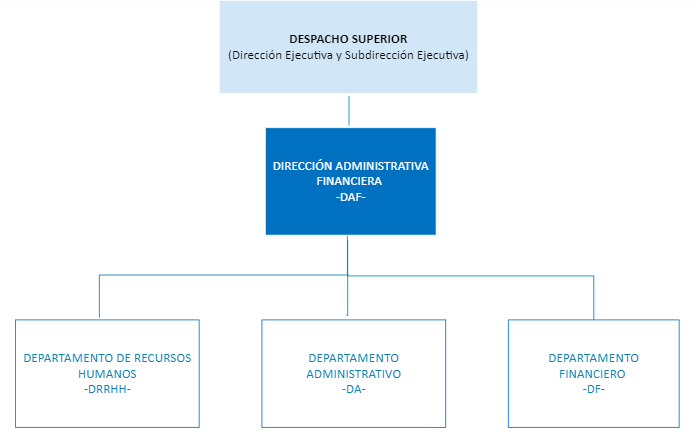 DESPACHO SUPERIOR
(Dirección Ejecutiva y Subdirección Ejecutiva)
DIRECCIÓN ADMINISTRATIVA
FINANCIERA
-DAF-
DEPARTAMENTO DE RECURSOS
HUMANOS
-DRRHH-
DEPARTAMENTO
ADMINISTRATIVO
-DA-
DEPARTAMENTO
FINANCIERO
-DF-